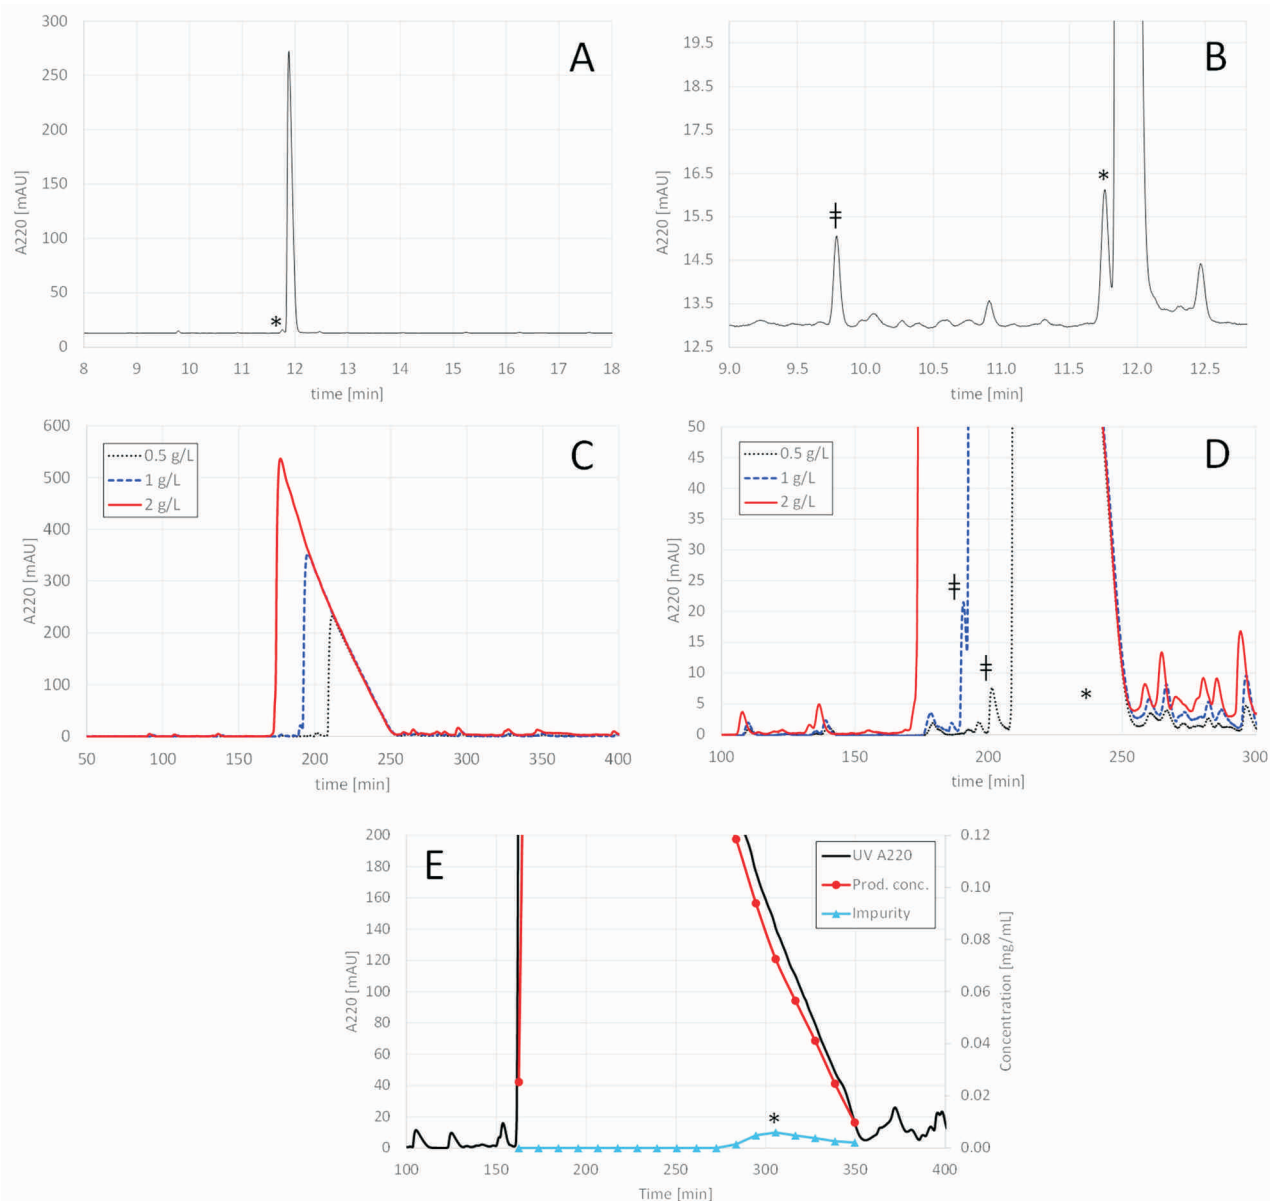 A
300
250
200
150
100
50
0
A220 [mAU]
*
8 9 10 11 12 13 14 15 16 17 18
time [min]
B
19.5
18.5
17.5
16.5
15.5
14.5
13.5
12.5
A220 [mAU]
‡
*
9.0 9.5 10.0 10.5 11.0 11.5 12.0 12.5
time [min]
C
600
500
400
300
200
100
0
A220 [mAU]
0.5 g/L
1 g/L
2 g/L
50 100 150 200 250 300 350 400
time [min]
D
50
45
40
35
30
25
20
15
10
5
0
A220 [mAU]
0.5 g/L
1 g/L
2 g/L
‡
‡
*
100 150 200 250 300
time [min]
E
200
180
160
140
120
100
80
60
40
20
0
A220 [mAU]
UV A220
Prod. conc.
Impurity
*
0.12
0.10
0.08
0.06
0.04
0.02
0.00
Concentration [mg/mL]
100 150 200 250 300 350 400
Time [min]